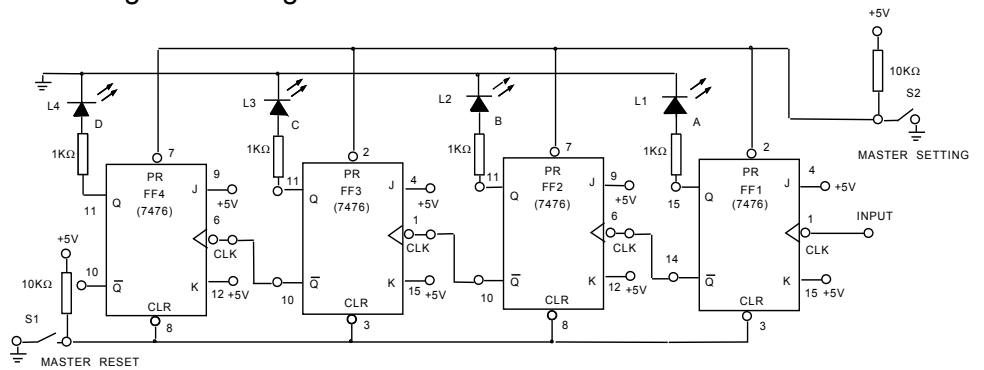 +5V
10KΩ
S2
MASTER SETTING
L4
D
1KΩ
7
PR
FF4
(7476)
Q
11
J
9
+5V
6
CLK
Q̅
10
K
12
+5V
CLR
8
L3
C
1KΩ
2
PR
FF3
(7476)
Q
11
J
4
+5V
1
CLK
Q̅
10
K
15
+5V
CLR
3
L2
B
1KΩ
7
PR
FF2
(7476)
Q
11
J
9
+5V
6
CLK
Q̅
10
K
12
+5V
CLR
8
L1
A
1KΩ
2
PR
FF1
(7476)
Q
15
J
4
+5V
1
INPUT
CLK
Q̅
14
K
15
+5V
CLR
3
+5V
10KΩ
S1
MASTER RESET